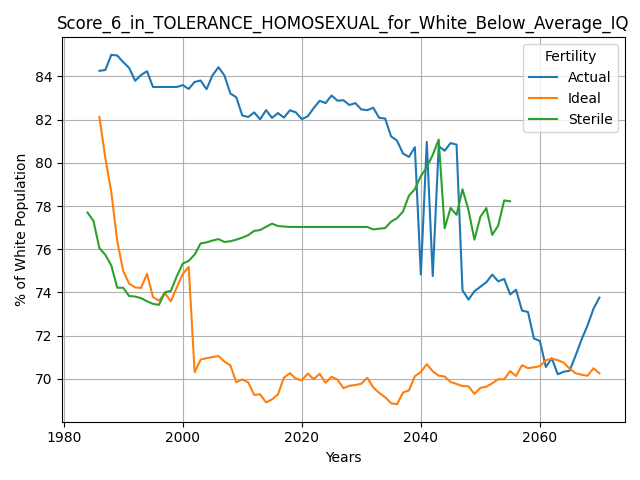 Score_6_in_TOLERANCE_HOMOSEXUAL_for_White_Below_Average_IQ
Fertility
Actual
Ideal
Sterile
% of White Population
84
82
80
78
76
74
72
70
1980
2000
2020
2040
2060
Years